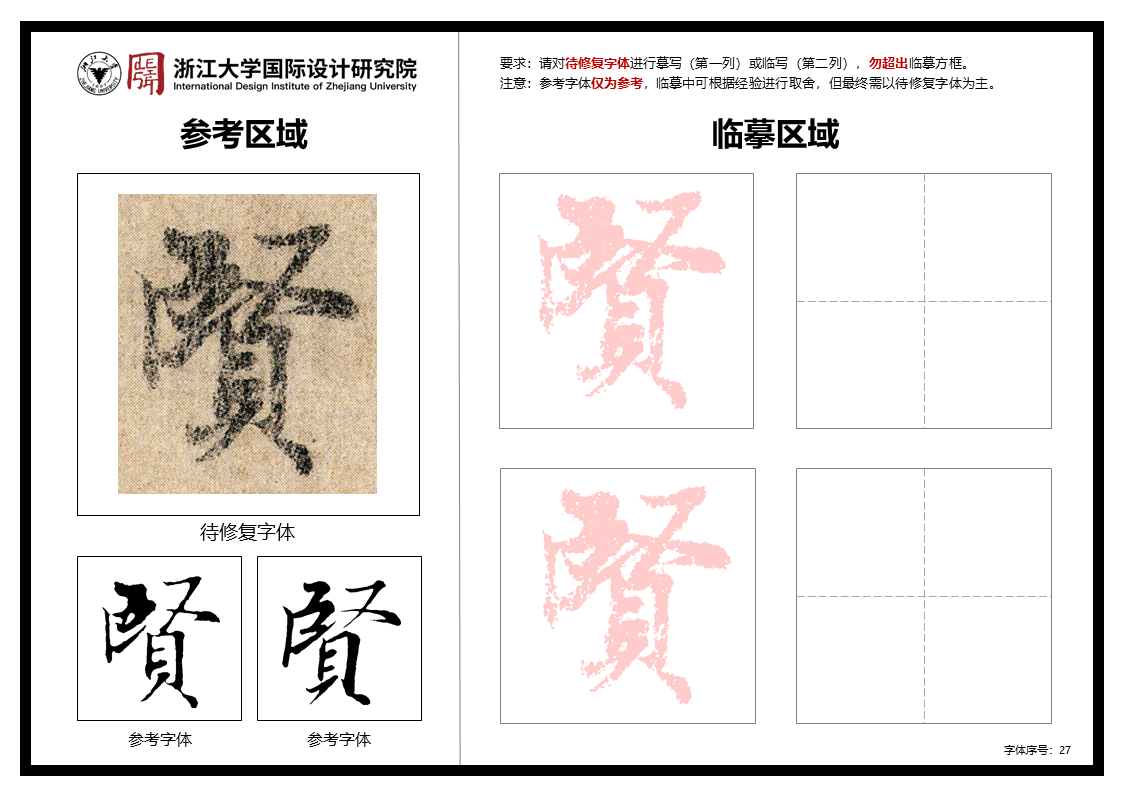 浙江大学国际设计研究院
International Design Institute of Zhejiang University
参考区域
賢
待修复字体
賢
賢
参考字体
参考字体
要求：请对待修复字体进行摹写（第一列）或临写（第二列），勿超出临摹方框。
注意：参考字体仅为参考，临摹中可根据经验进行取舍，但最终需以待修复字体为主。
临摹区域
賢
賢
字体序号：27